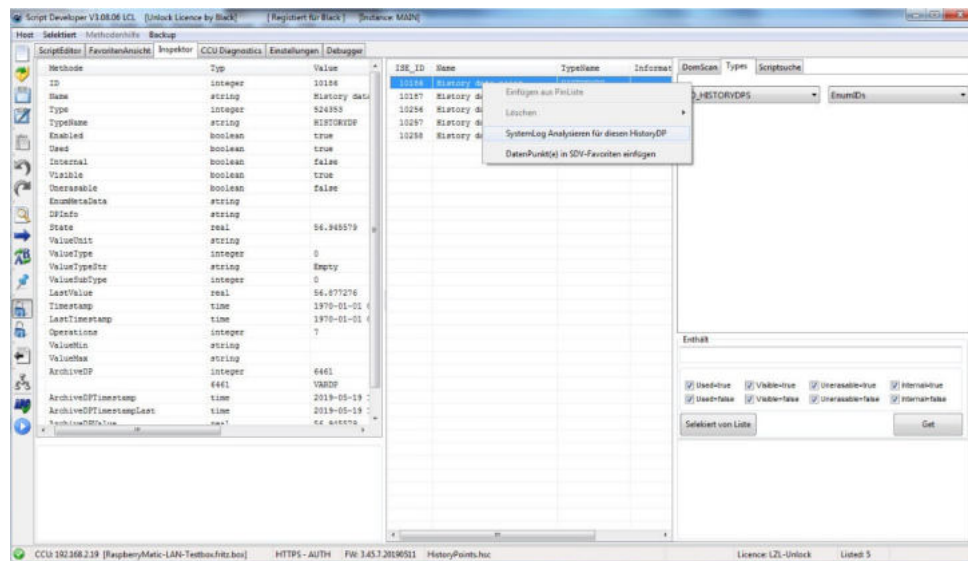 Script Developer V3.08.06 LCL [Unlock Licence by Black] [Registiert für Black] [Instance: MAIN]
Host Selektiert Methodenhilfe Backup
ScriptEditor FavoritenAnsicht Inspektor CCU Diagnostics Einstellungen Debugger
Methode Typ Value
ID integer 10186
Name string History data
Type integer 524353
TypeName string HISTORYDP
Enabled boolean true
Used boolean true
Internal boolean false
Visible boolean true
Unerasable boolean false
EnumMetaData string
DPInfo string
State real 56.945579
ValueUnit string
ValueType integer 0
ValueTypeStr string Empty
ValueSubType integer 0
LastValue real 56.877276
Timestamp time 1970-01-01
LastTimestamp time 1970-01-01
Operations integer 7
ValueMin string
ValueMax string
ArchiveDP integer 6461
6461 VARDP
ArchiveDPTimestamp time 2019-05-19
ArchiveDPTimestampLast time 2019-05-19
ArchiveDPValue real 56.945579
ISE_ID Name TypeName Informat
10186 History data
10187 History d
10256 History d
10257 History d
10258 History d
Einfügen aus PinListe
Löschen
SystemLog Analysieren für diesen HistoryDP
DatenPunkt(e) in SDV-Favoriten einfügen
DomScan Types Scriptsuche
D_HISTORYDPS EnumIDs
Enthält
Used=true Visible=true Unerasable=true Internal=true
Used=false Visible=false Unerasable=false Internal=false
Selekiert von Liste Get
CCU: 192.168.2.19 [RaspberryMatic-LAN-Testbox.fritz.box] HTTPS - AUTH FW: 3.45.7.20190511 HistoryPoints.hsc Licence: LZL-Unlock Listed: 5